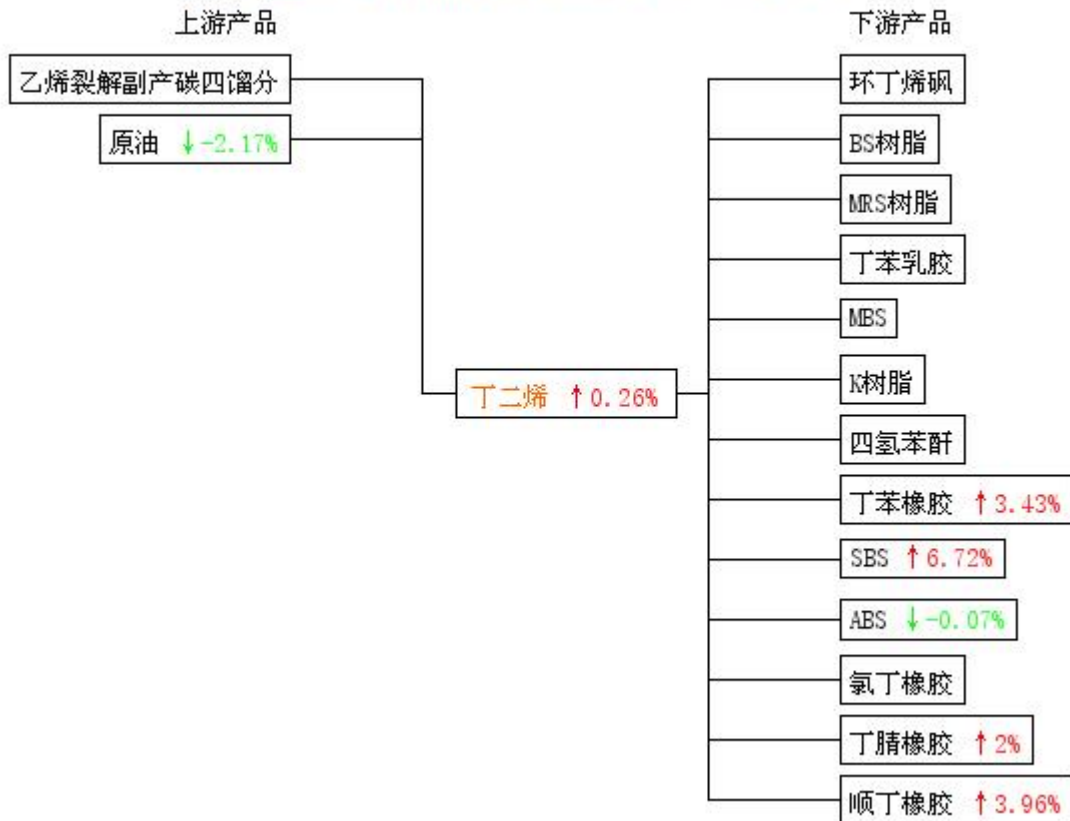 上游产品
下游产品
乙烯裂解副产碳四馏分
原油 ↓-2.17%
丁二烯 ↑0.26%
环丁烯砜
BS树脂
MRS树脂
丁苯乳胶
MBS
K树脂
四氢苯酐
丁苯橡胶 ↑3.43%
SBS ↑6.72%
ABS ↓-0.07%
氯丁橡胶
丁腈橡胶 ↑2%
顺丁橡胶 ↑3.96%